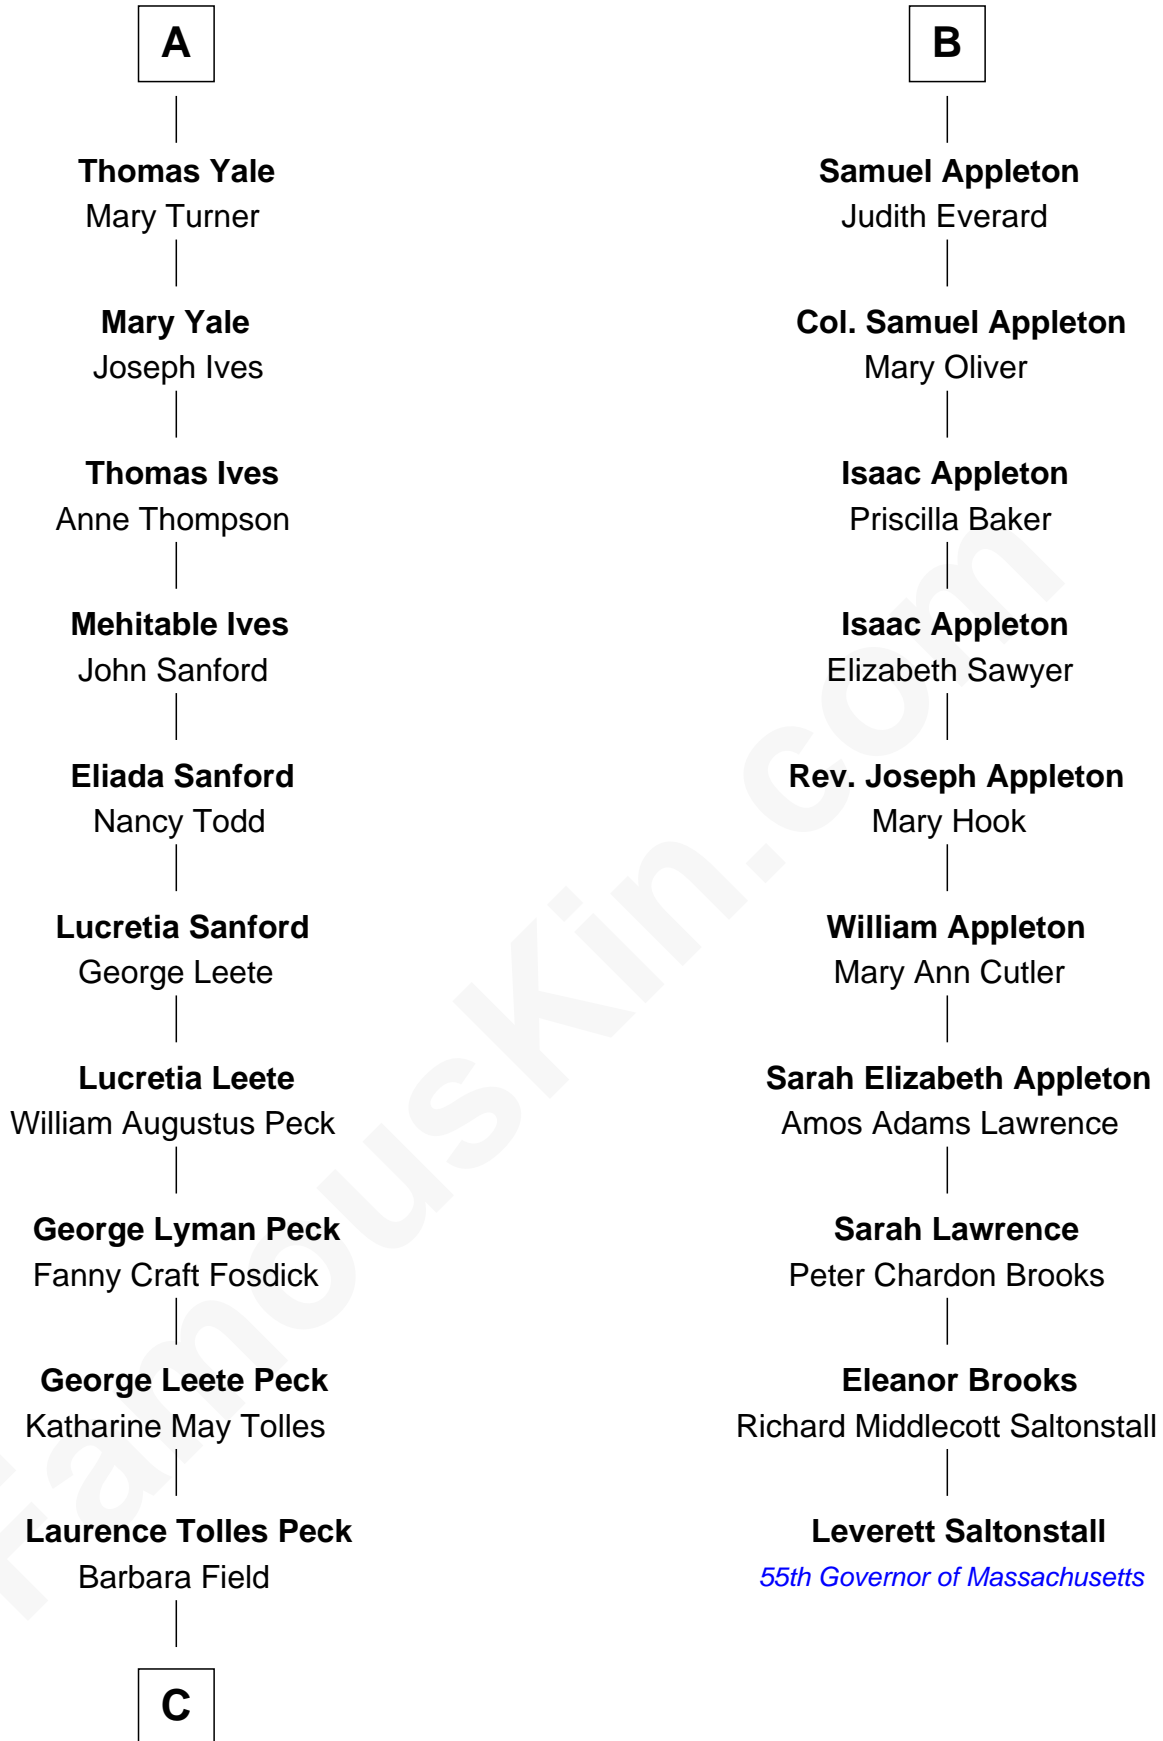 A
Thomas Yale
Mary Turner
Mary Yale
Joseph Ives
Thomas Ives
Anne Thompson
Mehitable Ives
John Sanford
Eliada Sanford
Nancy Todd
Lucretia Sanford
George Leete
Lucretia Leete
William Augustus Peck
George Lyman Peck
Fanny Craft Fosdick
George Leete Peck
Katharine May Tolles
Laurence Tolles Peck
Barbara Field
C
B
Samuel Appleton
Judith Everard
Col. Samuel Appleton
Mary Oliver
Isaac Appleton
Priscilla Baker
Isaac Appleton
Elizabeth Sawyer
Rev. Joseph Appleton
Mary Hook
William Appleton
Mary Ann Cutler
Sarah Elizabeth Appleton
Amos Adams Lawrence
Sarah Lawrence
Peter Chardon Brooks
Eleanor Brooks
Richard Middlecott Saltonstall
Leverett Saltonstall
55th Governor of Massachusetts
FamousKin.com